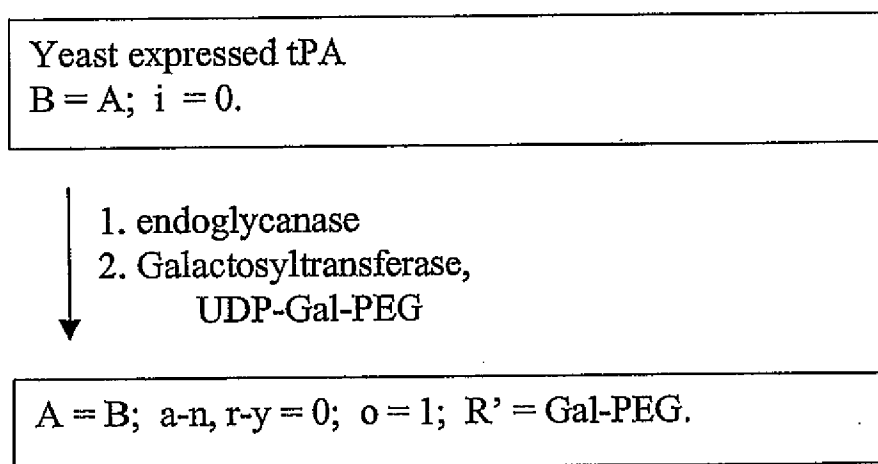 Yeast expressed tPA
B = A; i = 0.
1. endoglycanase
2. Galactosyltransferase,
UDP-Gal-PEG
A = B; a-n, r-y = 0; o = 1; R’ = Gal-PEG.